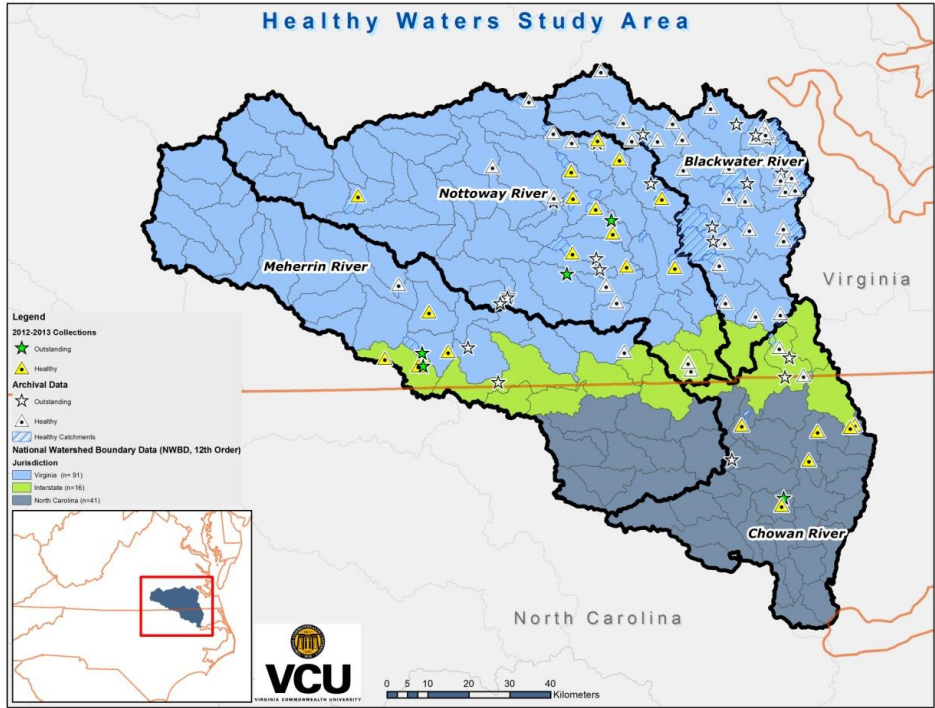 Healthy Waters Study Area
Blackwater River
Nottoway River
Meherrin River
Virginia
Legend
2012-2013 Collections
Outstanding
Healthy
Archival Data
Outstanding
Healthy
Healthy Catchments
National Watershed Boundary Data (NWBD, 12th Order)
Jurisdiction
Virginia (n= 91)
Interstate (n=16)
North Carolina (n=41)
Chowan River
North Carolina
VCU
VIRGINIA COMMONWEALTH UNIVERSITY
0 5 10 20 30 40
Kilometers